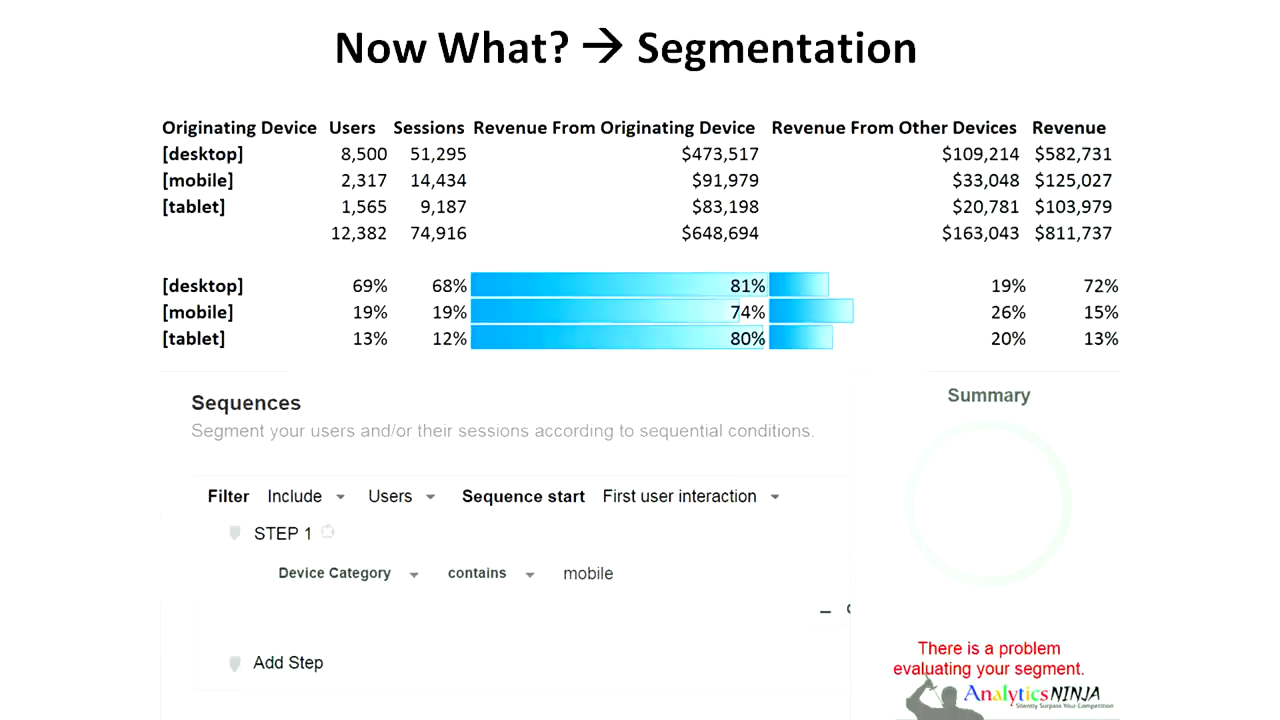 Now What? → Segmentation
Originating Device Users Sessions Revenue From Originating Device Revenue From Other Devices Revenue
[desktop] 8,500 51,295 $473,517 $109,214 $582,731
[mobile] 2,317 14,434 $91,979 $33,048 $125,027
[tablet] 1,565 9,187 $83,198 $20,781 $103,979
12,382 74,916 $648,694 $163,043 $811,737
[desktop] 69% 68% 81% 19% 72%
[mobile] 19% 19% 74% 26% 15%
[tablet] 13% 12% 80% 20% 13%
Sequences
Segment your users and/or their sessions according to sequential conditions.
Filter Include Users Sequence start First user interaction
STEP 1
Device Category contains mobile
Add Step
Summary
There is a problem
evaluating your segment.
AnalyticsNINJA
Silently Surpass Your Competition